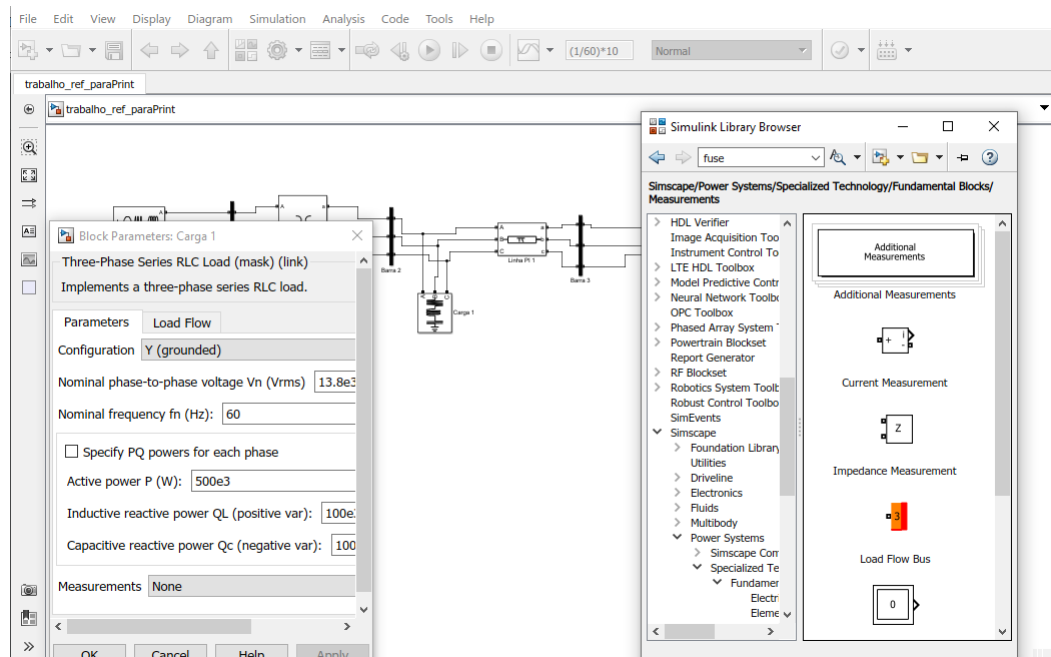 File Edit View Display Diagram Simulation Analysis Code Tools Help
(1/60)*10 Normal
trabalho_ref_paraPrint
trabalho_ref_paraPrint
Simulink Library Browser
fuse
Simscape/Power Systems/Specialized Technology/Fundamental Blocks/
Measurements
HDL Verifier
Image Acquisition Too
Instrument Control To
LTE HDL Toolbox
Model Predictive Contr
Neural Network Toolbo
OPC Toolbox
Phased Array System
Powertrain Blockset
Report Generator
RF Blockset
Robotics System Toolb
Robust Control Toolbo
SimEvents
Simscape
Foundation Library
Utilities
Driveline
Electronics
Fluids
Multibody
Power Systems
Simscape Com
Specialized Te
Fundamen
Electri
Eleme
Additional
Measurements
Additional Measurements
+ i -
Current Measurement
Z
Impedance Measurement
3
Load Flow Bus
0
A a
A a
B b
C c
Barra 2
Linha PI 1
Barra 3
A B C
Carga 1
Block Parameters: Carga 1
Three-Phase Series RLC Load (mask) (link)
Implements a three-phase series RLC load.
Parameters Load Flow
Configuration Y (grounded)
Nominal phase-to-phase voltage Vn (Vrms) 13.8e3
Nominal frequency fn (Hz): 60
Specify PQ powers for each phase
Active power P (W): 500e3
Inductive reactive power QL (positive var): 100e
Capacitive reactive power Qc (negative var): 100
Measurements None
OK Cancel Help Apply